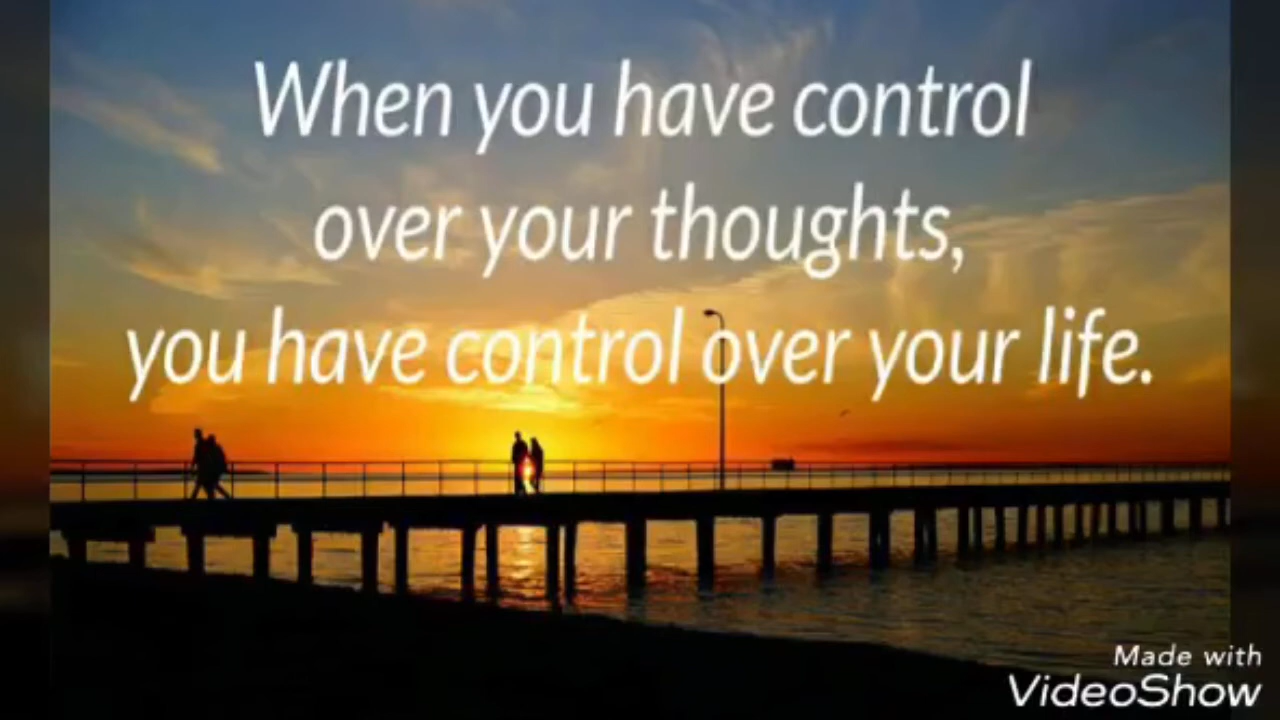 When you have control
over your thoughts,
you have control over your life.
Made with
VideoShow